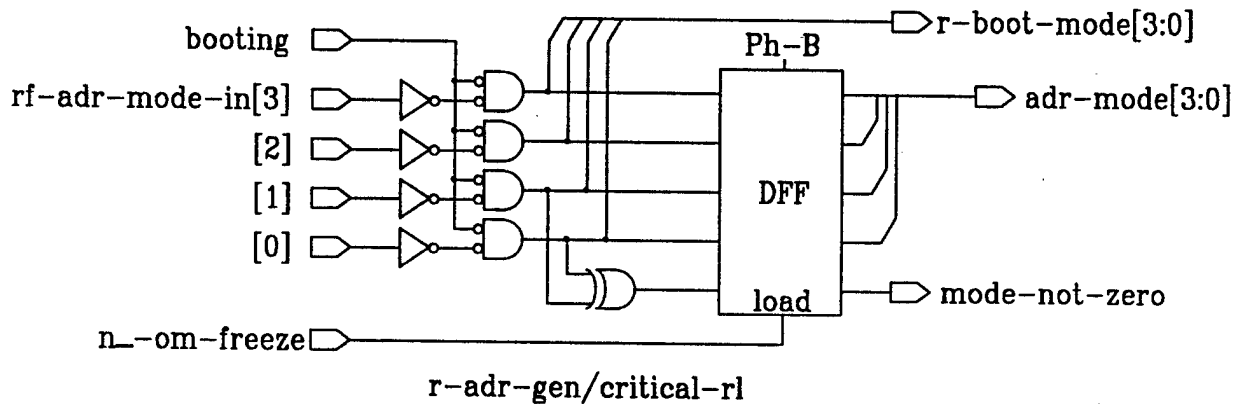 r-boot-mode[3:0]
booting
Ph-B
rf-adr-mode-in[3]
adr-mode[3:0]
[2]
[1]
DFF
[0]
load
mode-not-zero
n_-om-freeze
r-adr-gen/critical-rl